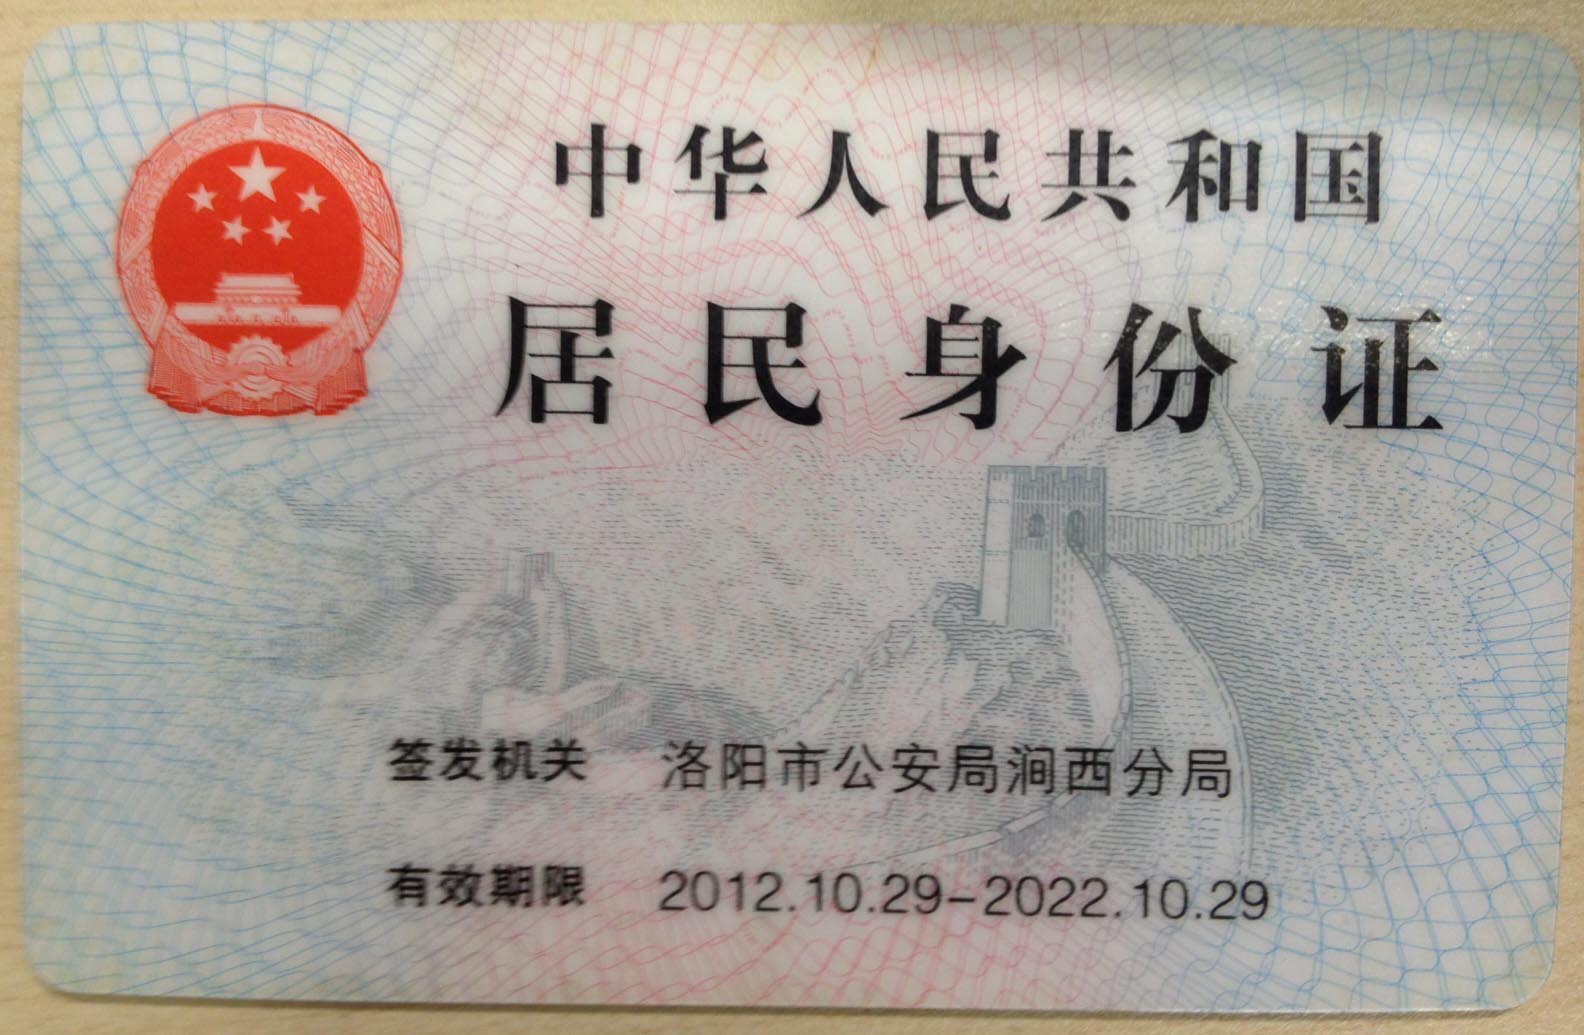 中华人民共和国
居民身份证
签发机关 洛阳市公安局涧西分局
有效期限 2012.10.29-2022.10.29